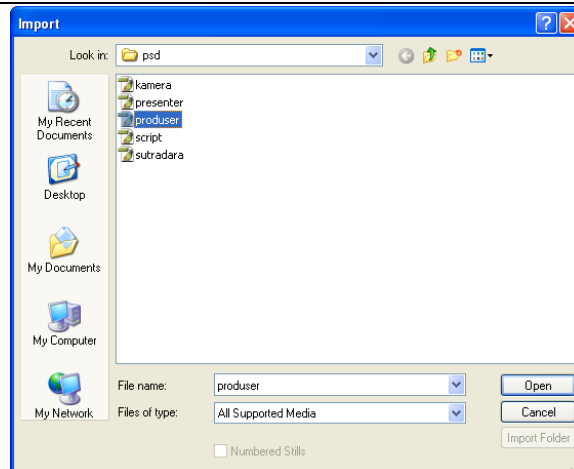 Import
Look in: psd
My Recent
Documents
Desktop
My Documents
My Computer
My Network
kamera
presenter
produser
script
sutradara
File name: produser Open
Files of type: All Supported Media Cancel
Import Folder
Numbered Stills